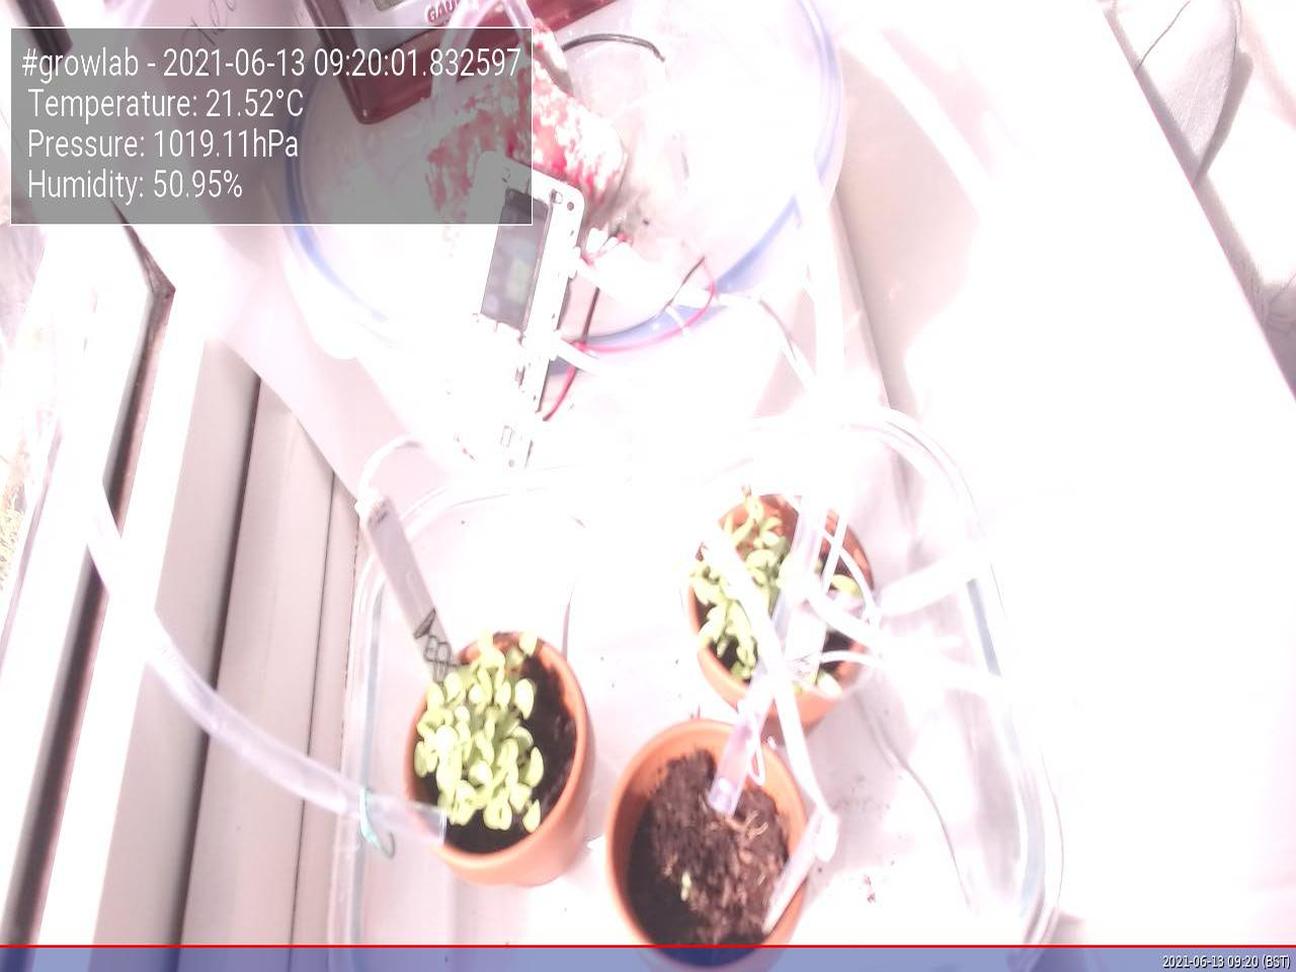 #growlab - 2021-06-13 09:20:01.832597
Temperature: 21.52°C
Pressure: 1019.11hPa
Humidity: 50.95%
2021-06-13 09:20 (BST)